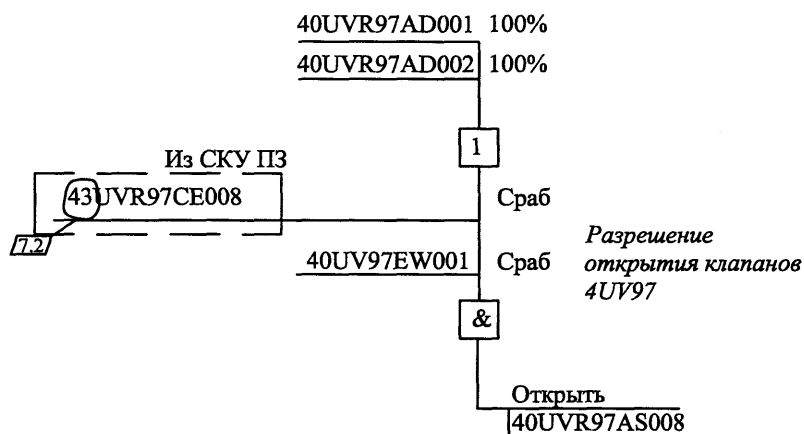 40UVR97AD001 100%
40UVR97AD002 100%
1
Из СКУ ПЗ
43UVR97CE008
Сраб
7.2
40UV97EW001
Сраб
Разрешение
открытия клапанов
4UV97
&
Открыть
40UVR97AS008